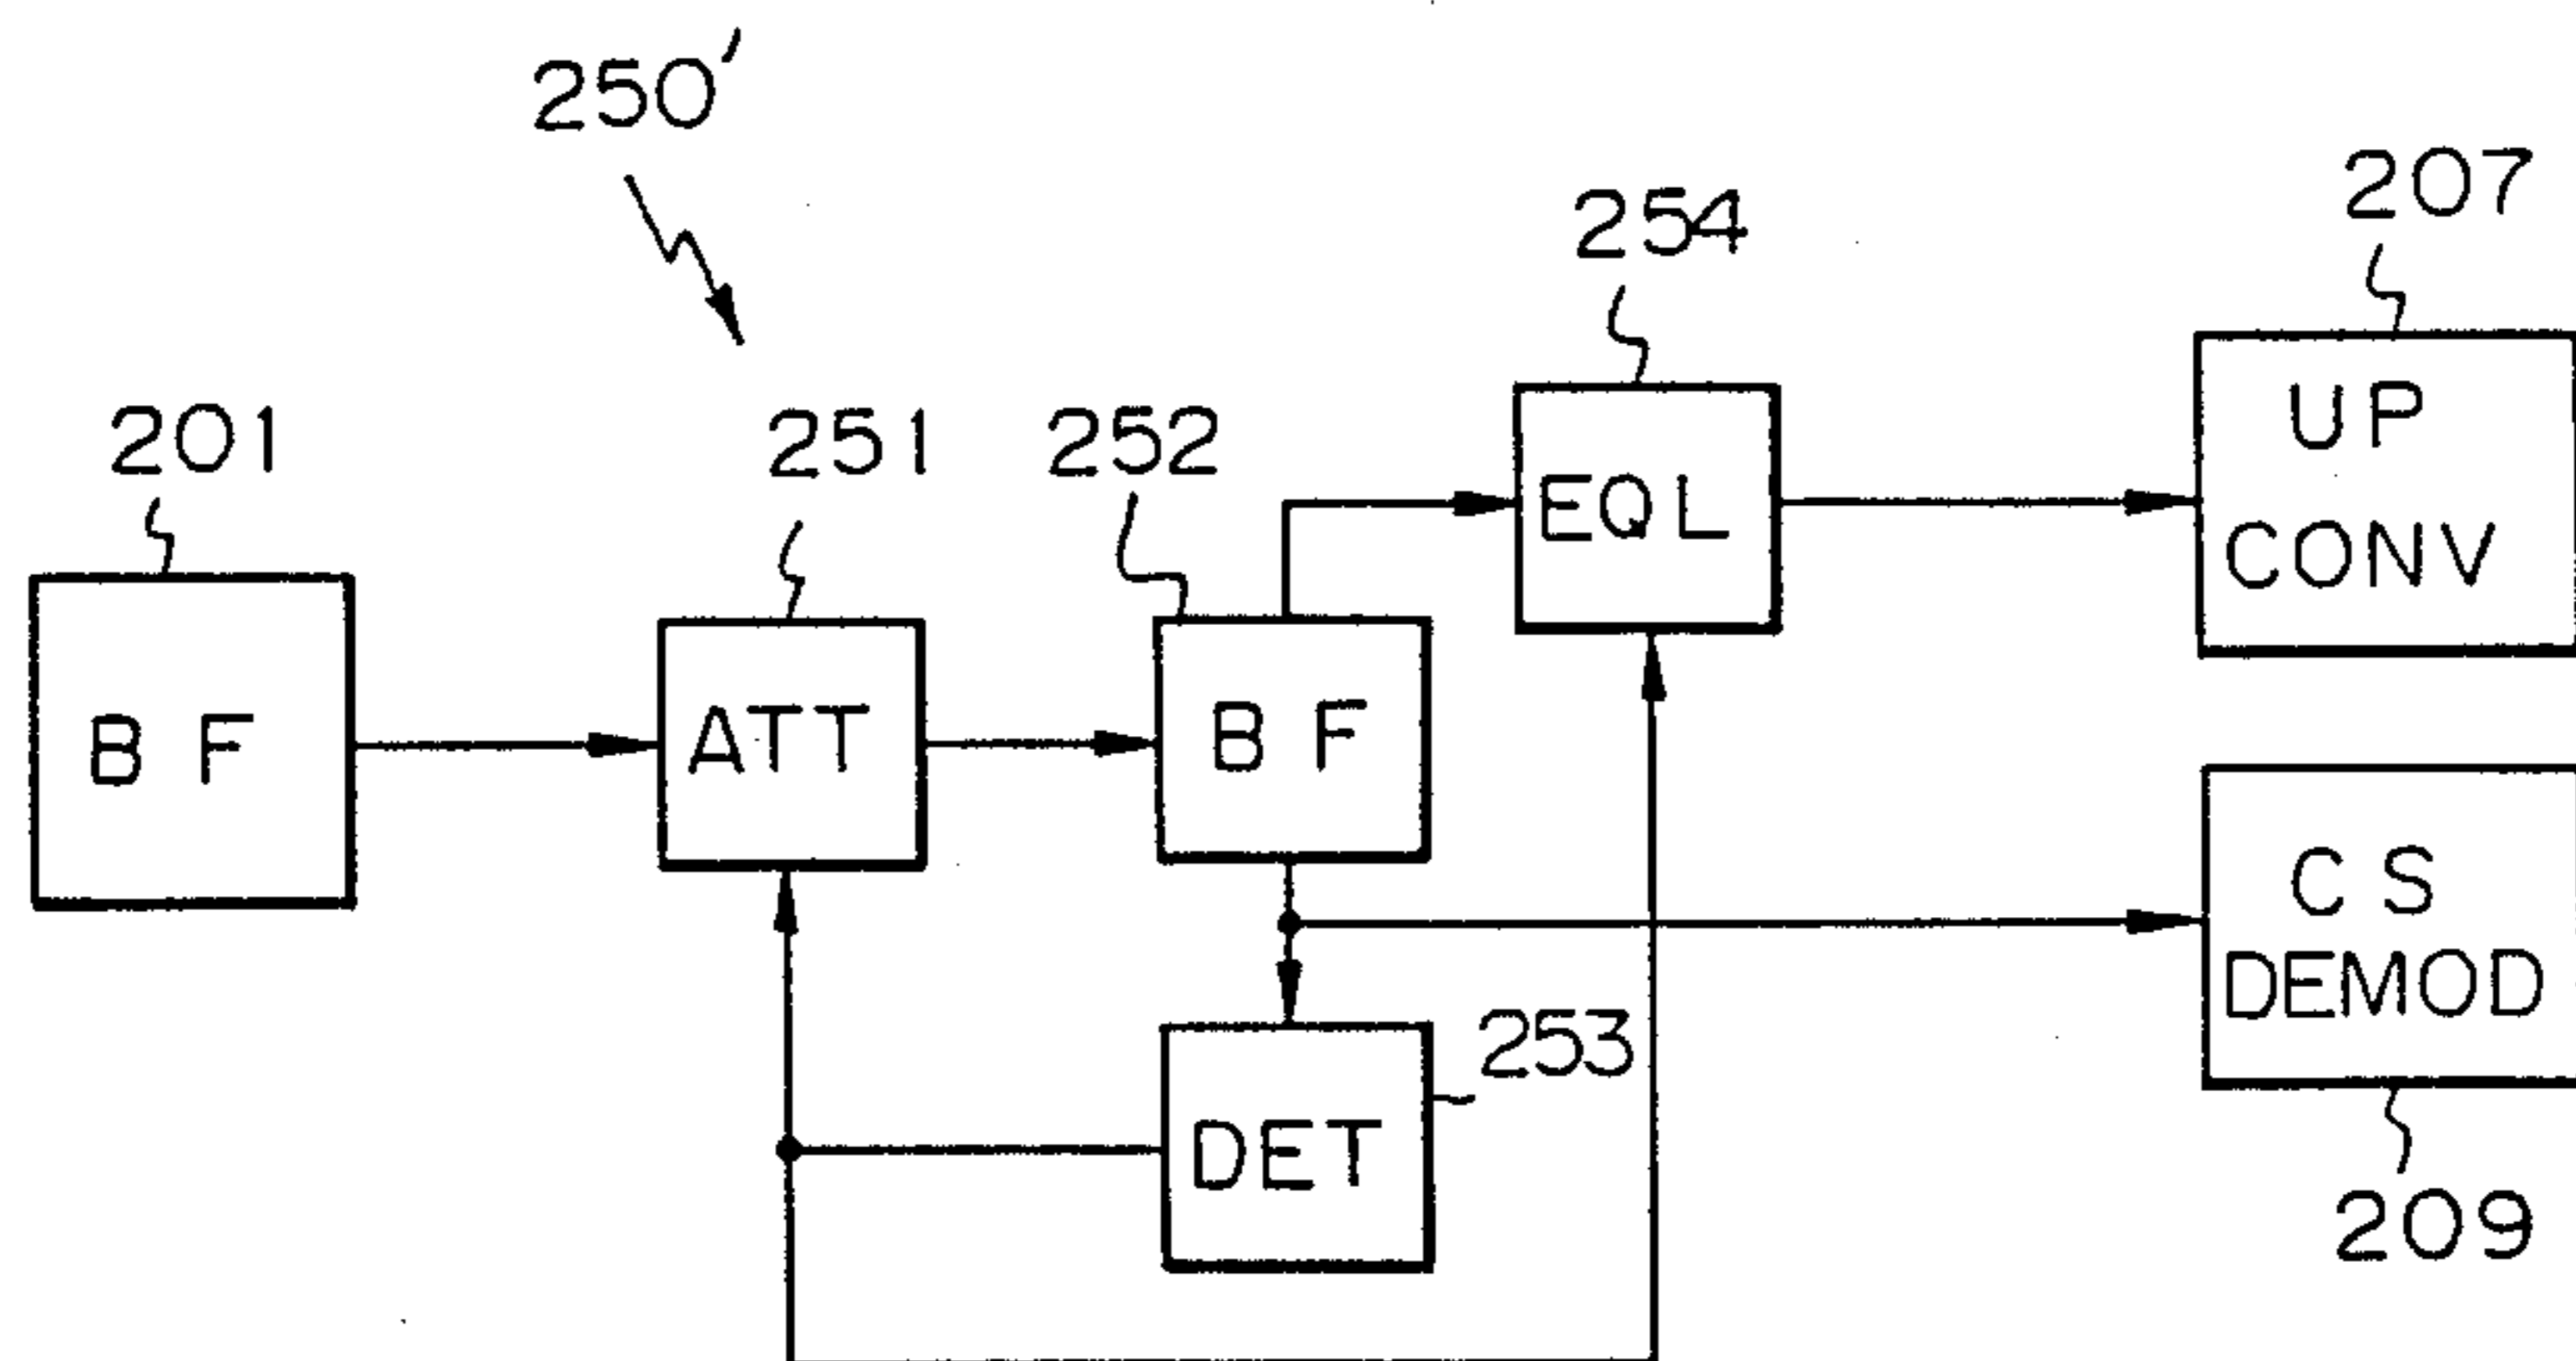 250'
207
254
UP
CONV
201
251
252
EQL
BF
ATT
BF
CS
DEMOD
253
DET
209